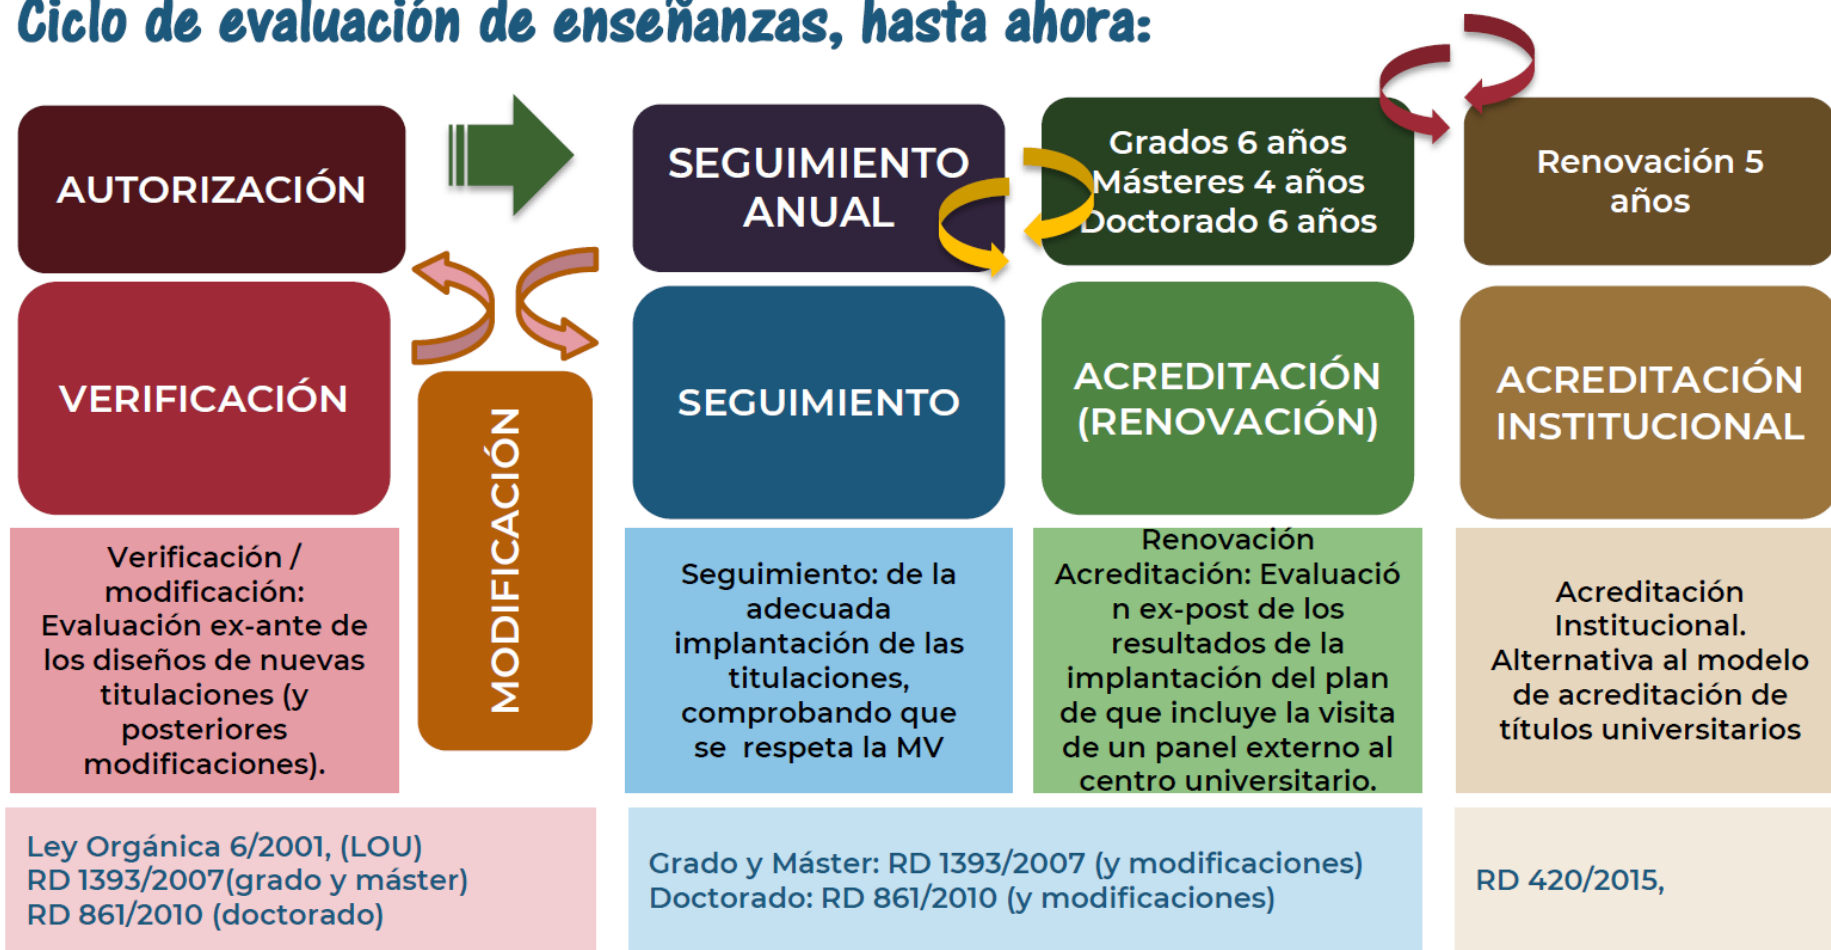 Ciclo de evaluación de enseñanzas, hasta ahora:
AUTORIZACIÓN
SEGUIMIENTO
ANUAL
Grados 6 años
Másteres 4 años
Doctorado 6 años
Renovación 5
años
VERIFICACIÓN
MODIFICACIÓN
SEGUIMIENTO
ACREDITACIÓN
(RENOVACIÓN)
ACREDITACIÓN
INSTITUCIONAL
Verificación /
modificación:
Evaluación ex-ante de
los diseños de nuevas
titulaciones (y
posteriores
modificaciones).
Seguimiento: de la
adecuada
implantación de las
titulaciones,
comprobando que
se respeta la MV
Renovación
Acreditación: Evaluació
n ex-post de los
resultados de la
implantación del plan
de que incluye la visita
de un panel externo al
centro universitario.
Acreditación
Institucional.
Alternativa al modelo
de acreditación de
títulos universitarios
Ley Orgánica 6/2001, (LOU)
RD 1393/2007(grado y máster)
RD 861/2010 (doctorado)
Grado y Máster: RD 1393/2007 (y modificaciones)
Doctorado: RD 861/2010 (y modificaciones)
RD 420/2015,